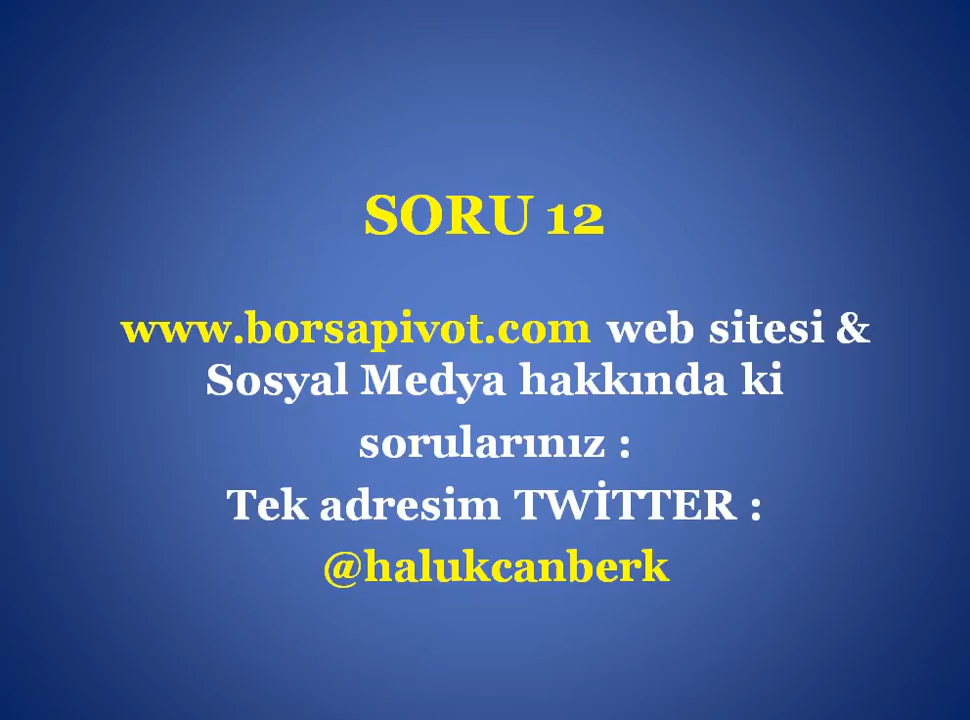 SORU 12
www.borsapivot.com web sitesi &
Sosyal Medya hakkında ki
sorularınız :
Tek adresim TWİTTER :
@halukcanberk